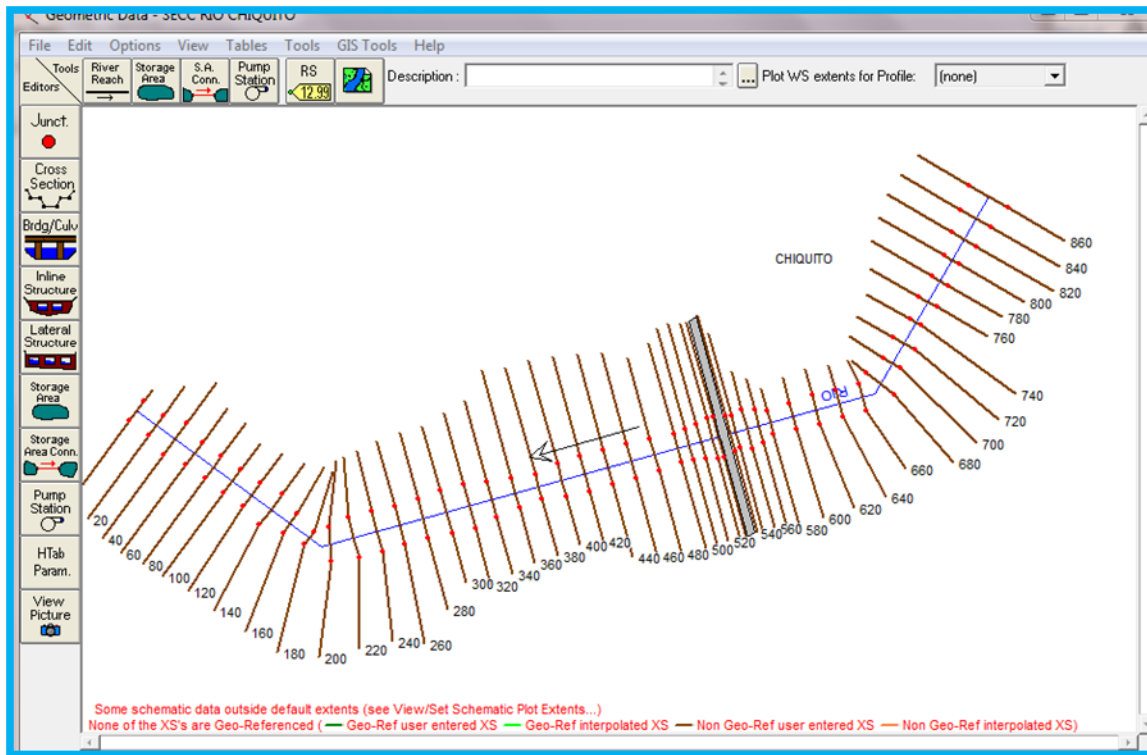 Geometric Data - SECC RIO CHIQUITO
File Edit Options View Tables Tools GIS Tools Help
Tools
Editors
River
Reach
Storage
Area
S.A.
Conn.
Pump
Station
RS
12.99
Description :
...
Plot WS extents for Profile:
(none)
Junct.
Cross
Section
Brdg/Culv
Inline
Structure
Lateral
Structure
Storage
Area
Storage
Area Conn.
Pump
Station
HTab
Param.
View
Picture
CHIQUITO
RIO
860
840
820
800
780
760
740
720
700
680
660
640
620
600
580
560
540
520
500
480
460
440
420
400
380
360
340
320
300
280
260
240
220
200
180
160
140
120
100
80
60
40
20
Some schematic data outside default extents (see View/Set Schematic Plot Extents...)
None of the XS's are Geo-Referenced ( Geo-Ref user entered XS Geo-Ref interpolated XS Non Geo-Ref user entered XS Non Geo-Ref interpolated XS)